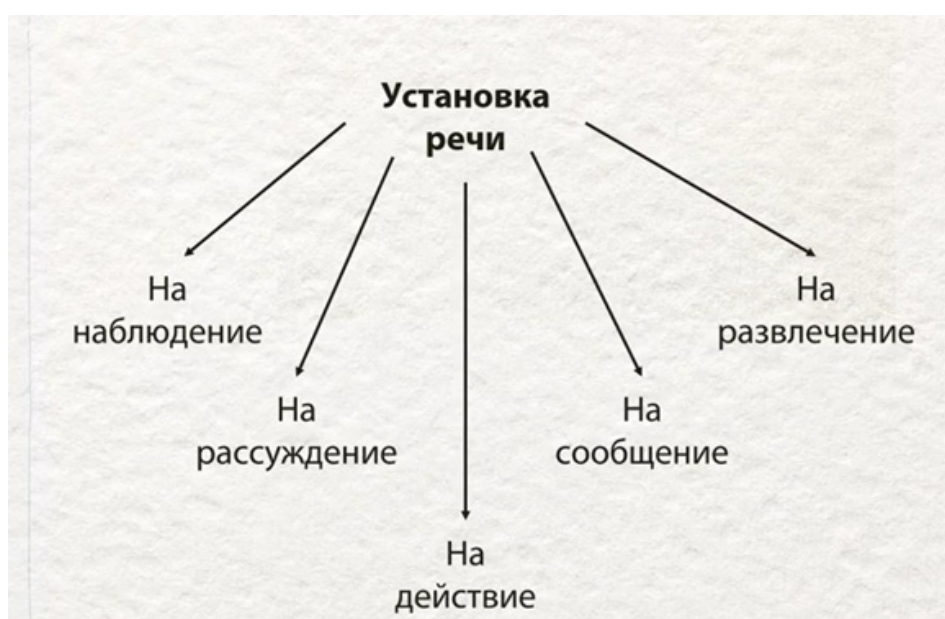 Установка
речи
На
наблюдение
На
рассуждение
На
действие
На
сообщение
На
развлечение